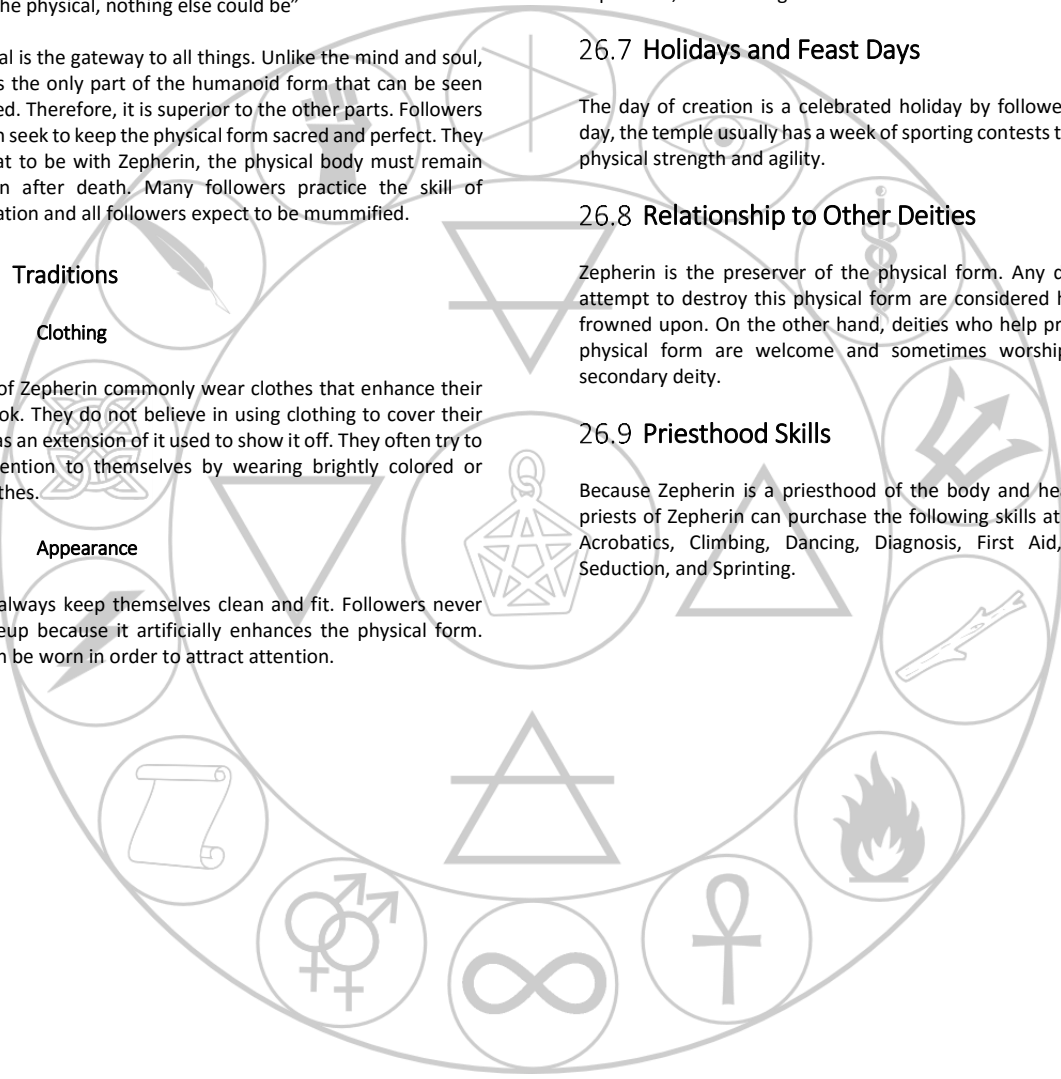 he physical, nothing else could be”
al is the gateway to all things. Unlike the mind and soul,
s the only part of the humanoid form that can be seen
ed. Therefore, it is superior to the other parts. Followers
n seek to keep the physical form sacred and perfect. They
at to be with Zepherin, the physical body must remain
n after death. Many followers practice the skill of
ation and all followers expect to be mummified.
Traditions
Clothing
of Zepherin commonly wear clothes that enhance their
ok. They do not believe in using clothing to cover their
as an extension of it used to show it off. They often try to
ention to themselves by wearing brightly colored or
thes.
Appearance
always keep themselves clean and fit. Followers never
eup because it artificially enhances the physical form.
n be worn in order to attract attention.
26.7 Holidays and Feast Days
The day of creation is a celebrated holiday by followe
day, the temple usually has a week of sporting contests t
physical strength and agility.
26.8 Relationship to Other Deities
Zepherin is the preserver of the physical form. Any d
attempt to destroy this physical form are considered h
frowned upon. On the other hand, deities who help pr
physical form are welcome and sometimes worship
secondary deity.
26.9 Priesthood Skills
Because Zepherin is a priesthood of the body and hea
priests of Zepherin can purchase the following skills at
Acrobatics, Climbing, Dancing, Diagnosis, First Aid,
Seduction, and Sprinting.